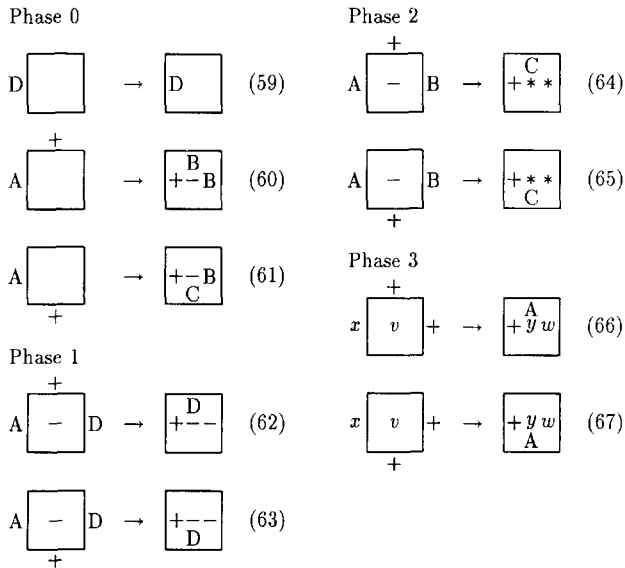 Phase 0
D → D (59)
+
A → B
+ − B (60)
A → + − B
C (61)
+
Phase 1
+
A − D → D
+ − − (62)
A − D → + − −
D (63)
+
Phase 2
+
A − B → C
+ * * (64)
A − B → + * *
C (65)
+
Phase 3
+
x v + → A
+ y w (66)
x v + → + y w
A (67)
+